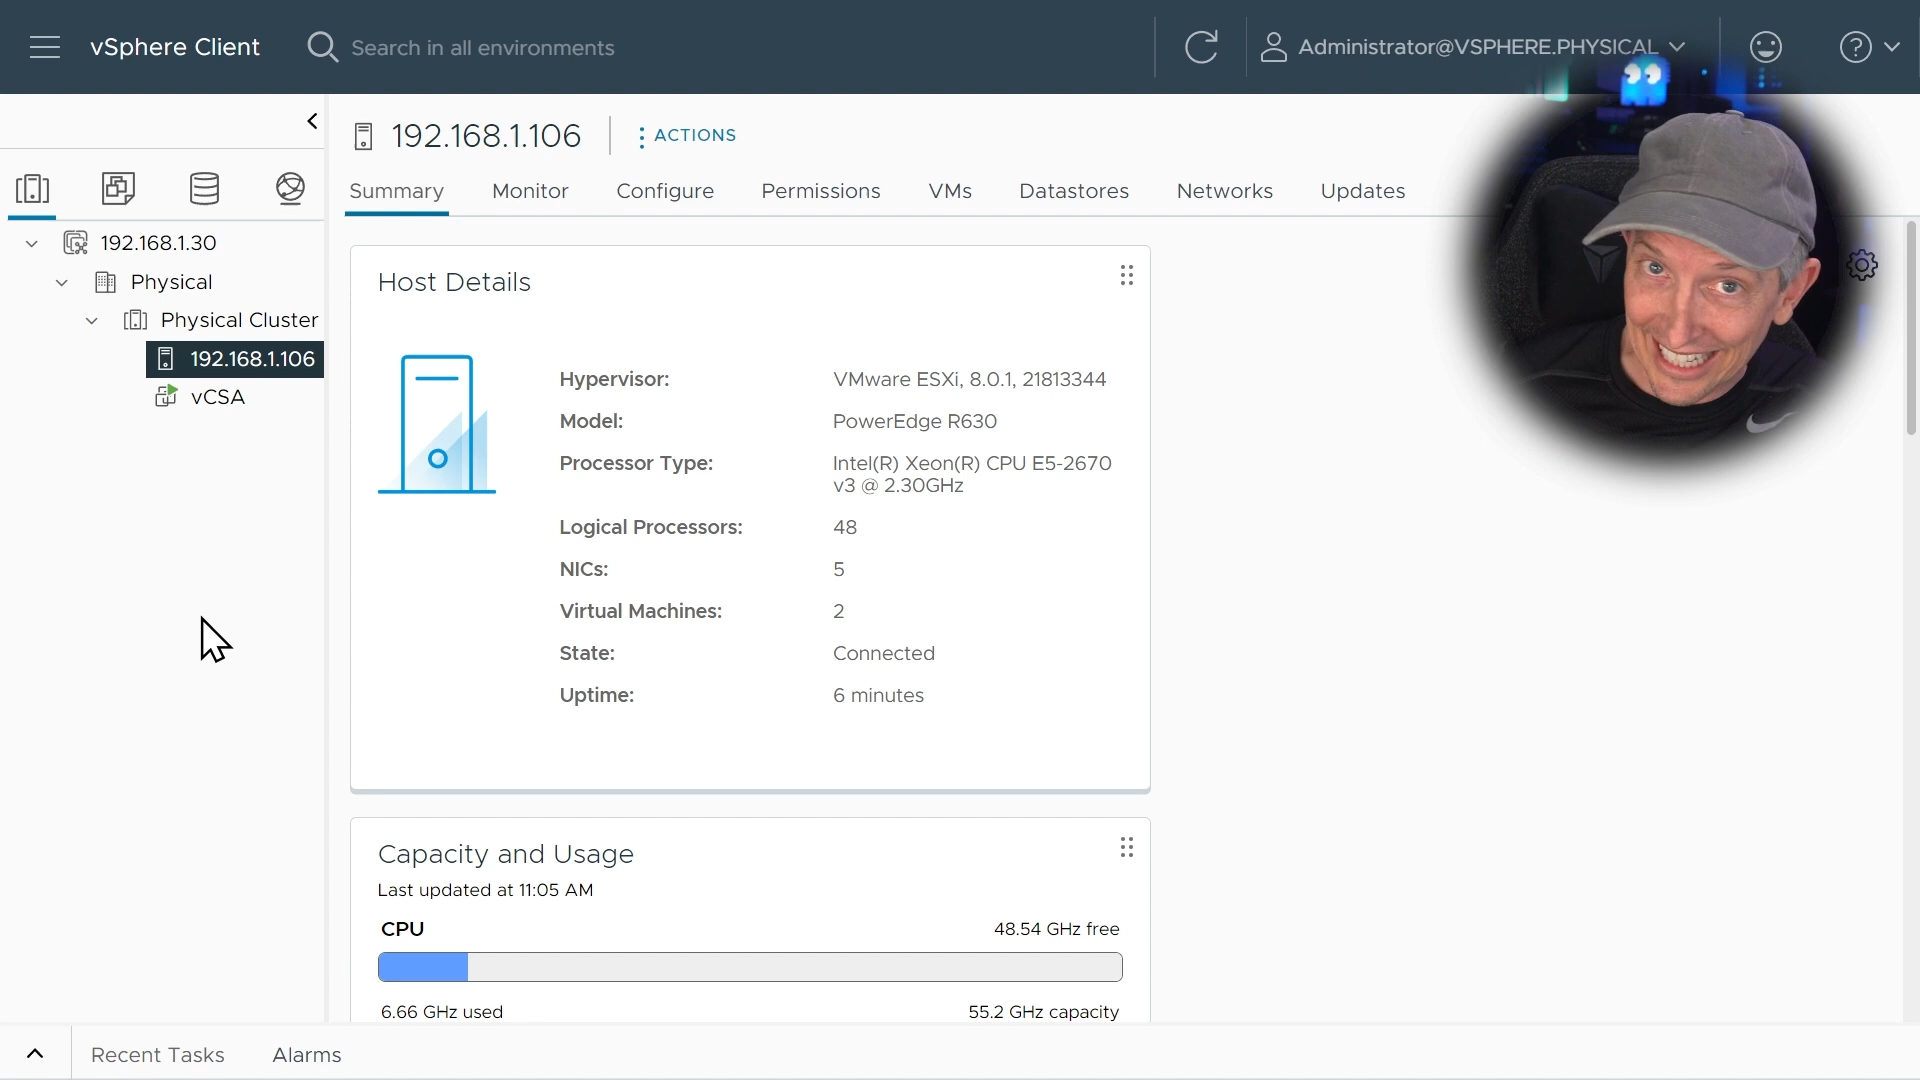 vSphere Client
Search in all environments
Administrator@VSPHERE.PHYSICAL
192.168.1.106
ACTIONS
Summary
Monitor
Configure
Permissions
VMs
Datastores
Networks
Updates
192.168.1.30
Physical
Physical Cluster
192.168.1.106
vCSA
Host Details
Hypervisor: VMware ESXi, 8.0.1, 21813344
Model: PowerEdge R630
Processor Type: Intel(R) Xeon(R) CPU E5-2670
v3 @ 2.30GHz
Logical Processors: 48
NICs: 5
Virtual Machines: 2
State: Connected
Uptime: 6 minutes
Capacity and Usage
Last updated at 11:05 AM
CPU
48.54 GHz free
6.66 GHz used
55.2 GHz capacity
Recent Tasks
Alarms